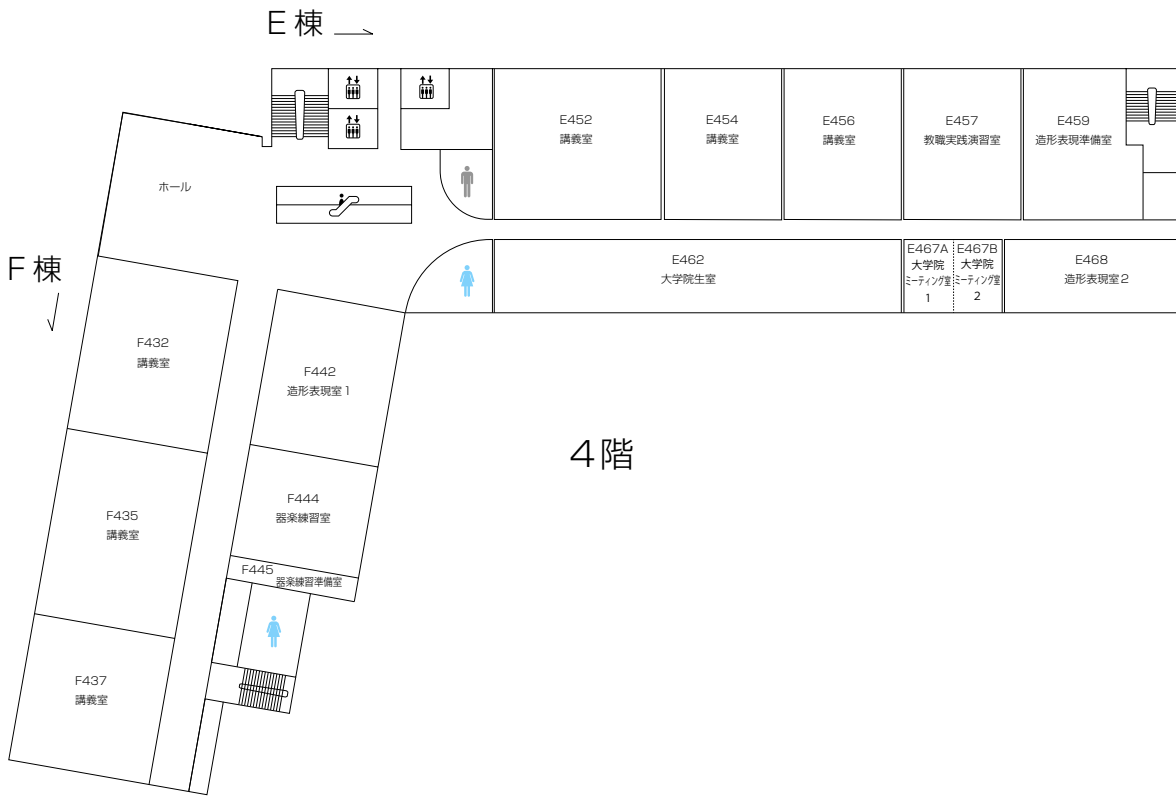 E棟
E452
講義室
E454
講義室
E456
講義室
E457
教職実践演習室
E459
造形表現準備室
ホール
F棟
E462
大学院生室
E467A
大学院
ミーティング室
1
E467B
大学院
ミーティング室
2
E468
造形表現室2
F432
講義室
F442
造形表現室1
4階
F435
講義室
F444
器楽練習室
F445
器楽練習準備室
F437
講義室